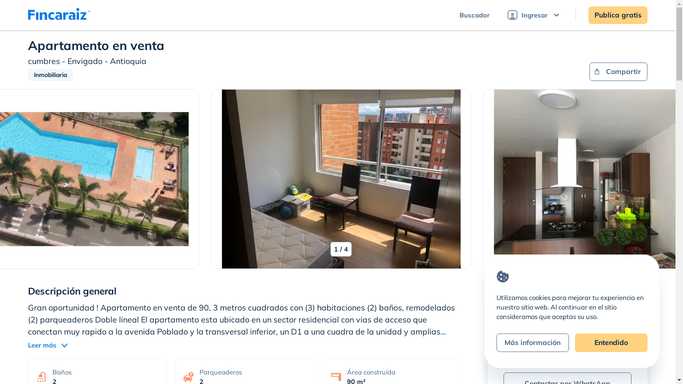 Fincaraiz
Buscador
Ingresar
Publica gratis
Apartamento en venta
cumbres - Envigado - Antioquia
Inmobiliaria
Compartir
1 / 4
Descripción general
Gran oportunidad ! Apartamento en venta de 90, 3 metros cuadrados con (3) habitaciones (2) baños, remodelados
(2) parqueaderos Doble líneal El apartamento esta ubicado en un sector residencial con vias de acceso que
conectan muy rapido a la avenida Poblado y la transversal inferior, un D1 a una cuadra de la unidad y amplias...
Leer más
Baños
2
Parqueaderos
2
Área construida
90 m²
Utilizamos cookies para mejorar tu experiencia en
nuestro sitio web. Al continuar en el sitio
consideramos que aceptas su uso.
Más información
Entendido
Contactar por WhatsApp